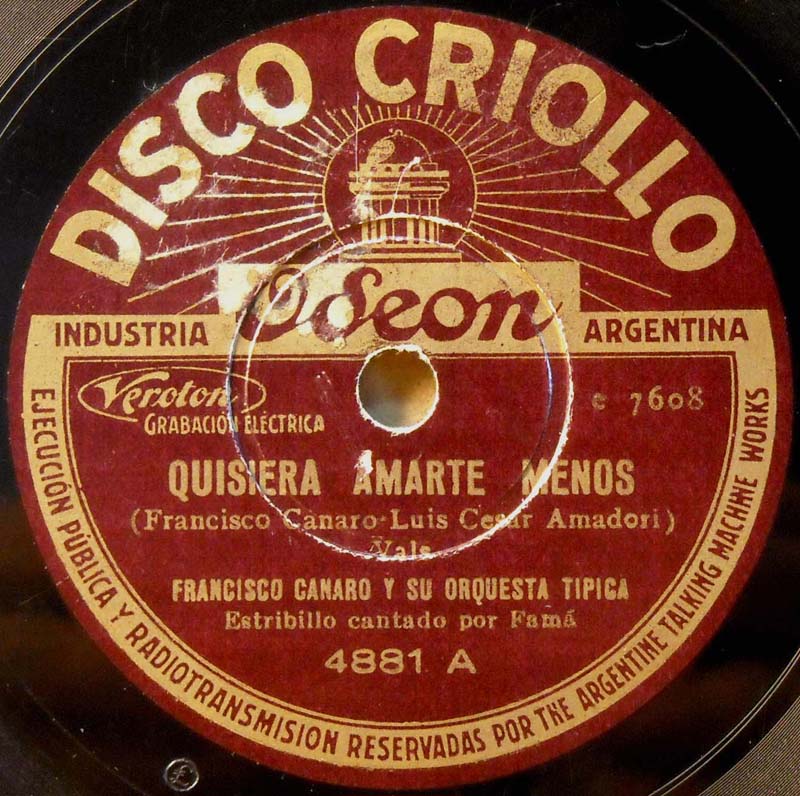 DISCO CRIOLLO
Odeon
INDUSTRIA ARGENTINA
Veroton
GRABACIÓN ELÉCTRICA
e 7608
QUISIERA AMARTE MENOS
(Francisco Canaro-Luis Cesar Amadori)
Vals
FRANCISCO CANARO Y SU ORQUESTA TIPICA
Estribillo cantado por Famá
4881 A
EJECUCIÓN PÚBLICA Y RADIOTRANSMISION RESERVADAS POR THE ARGENTINE TALKING MACHINE WORKS
£